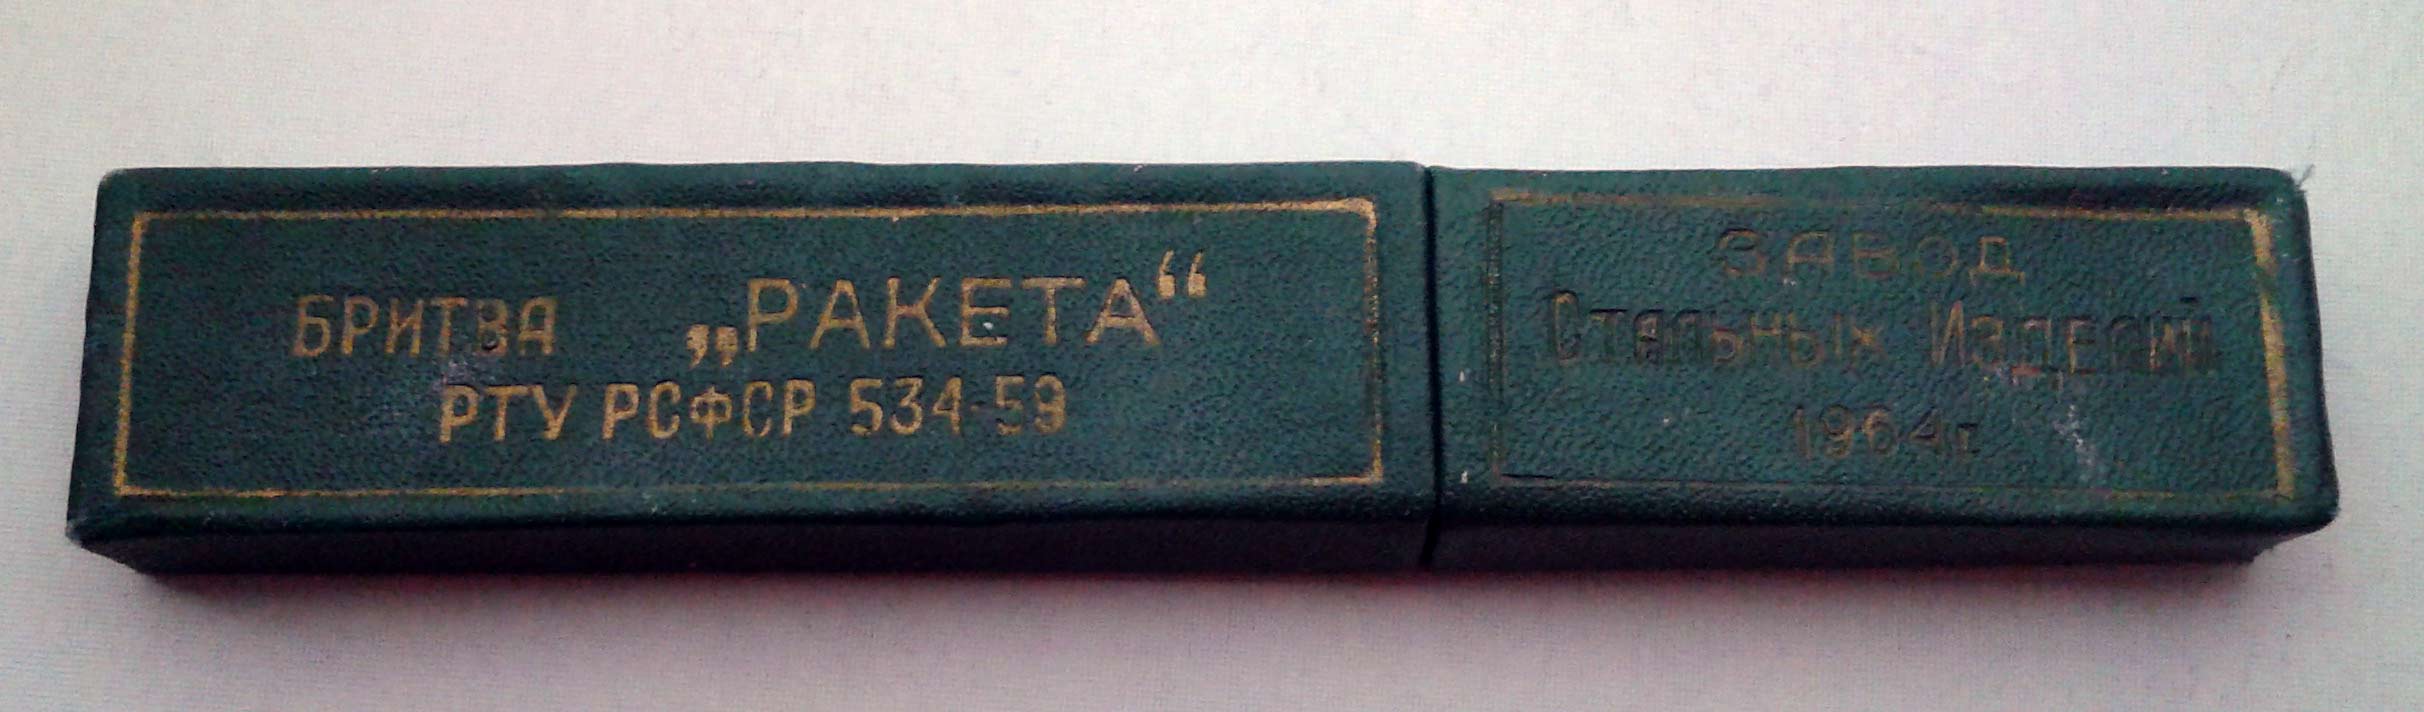 БРИТВА „РАКЕТА“
РТУ РСФСР 534-59
ЗАВОД
Стальных Изделий
1964г.